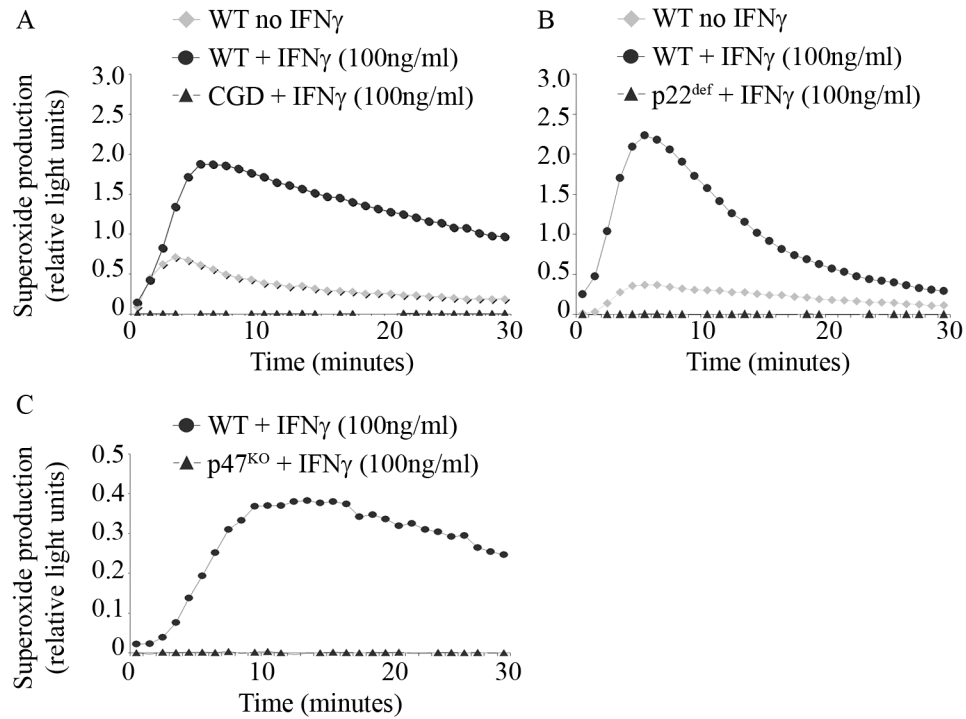 A
WT no IFNγ
WT + IFNγ (100ng/ml)
CGD + IFNγ (100ng/ml)
Superoxide production
(relative light units)
3.0
2.5
2.0
1.5
1.0
0.5
0
0
10
20
30
Time (minutes)
B
WT no IFNγ
WT + IFNγ (100ng/ml)
p22def + IFNγ (100ng/ml)
3.0
2.5
2.0
1.5
1.0
0.5
0
0
10
20
30
Time (minutes)
C
WT + IFNγ (100ng/ml)
p47KO + IFNγ (100ng/ml)
Superoxide production
(relative light units)
0.5
0.4
0.3
0.2
0.1
0
0
10
20
30
Time (minutes)